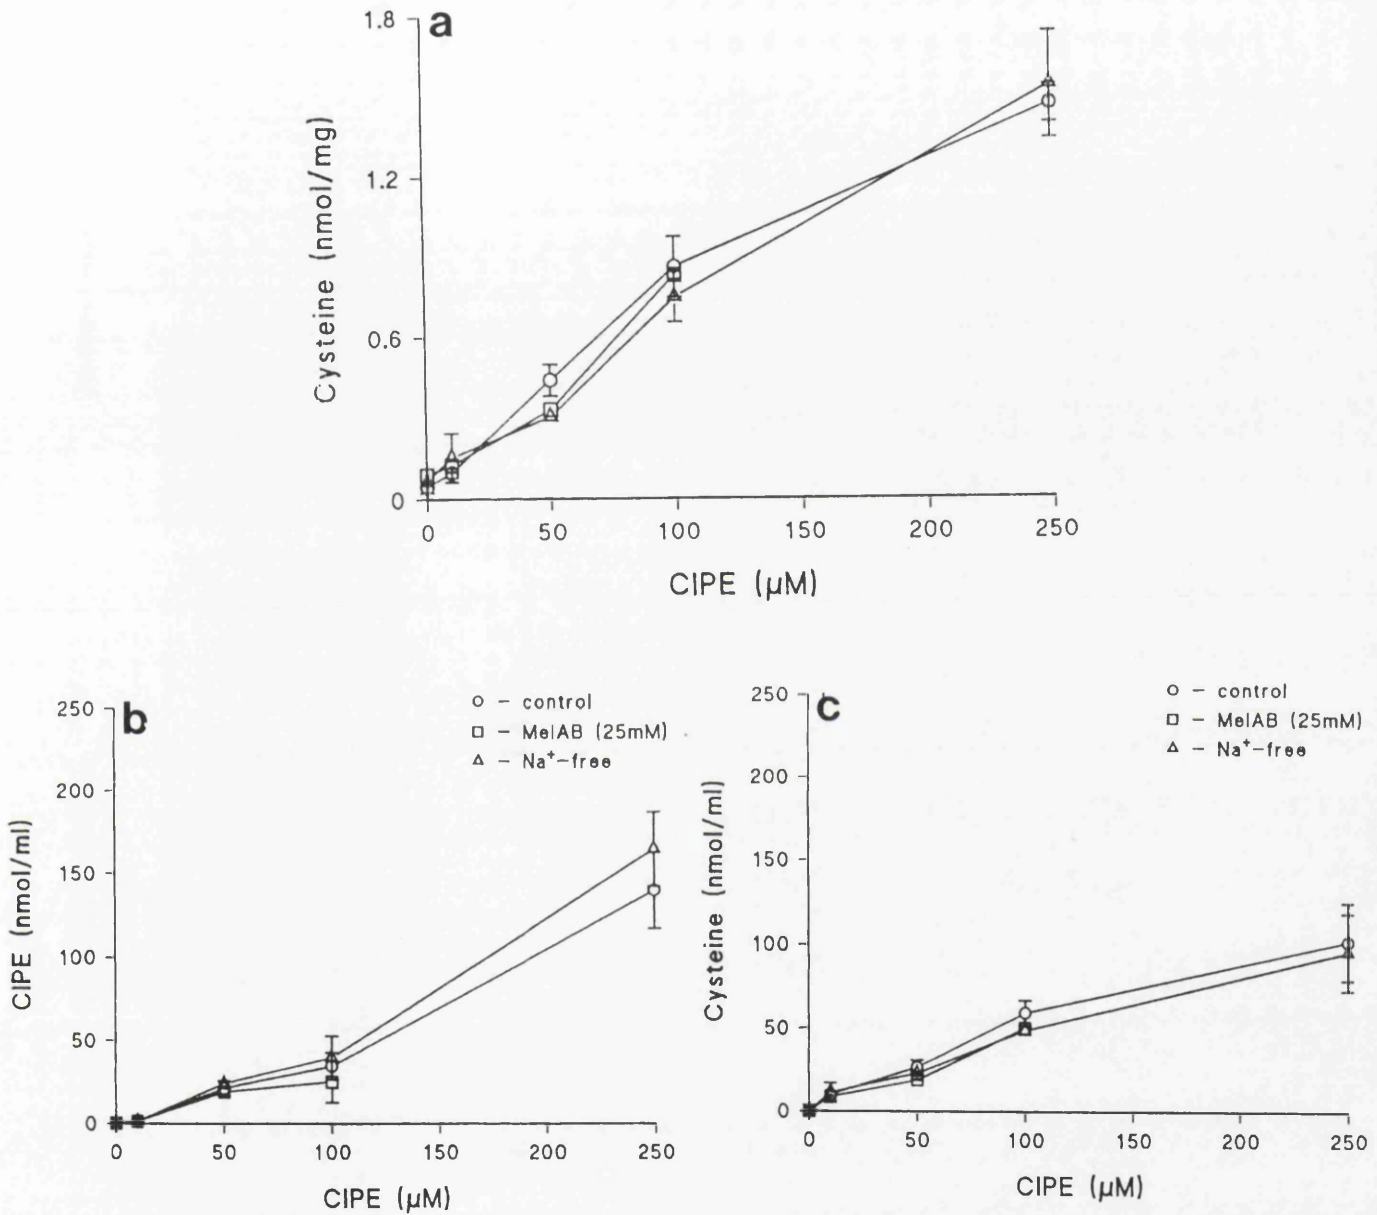 a
1.8
1.2
0.6
0
Cysteine (nmol/mg)
0 50 100 150 200 250
CIPE (µM)
b
○ – control
□ – MeIAB (25mM)
△ – Na⁺–free
250
200
150
100
50
0
CIPE (nmol/ml)
0 50 100 150 200 250
CIPE (µM)
c
○ – control
□ – MeIAB (25mM)
△ – Na⁺–free
250
200
150
100
50
0
Cysteine (nmol/ml)
0 50 100 150 200 250
CIPE (µM)